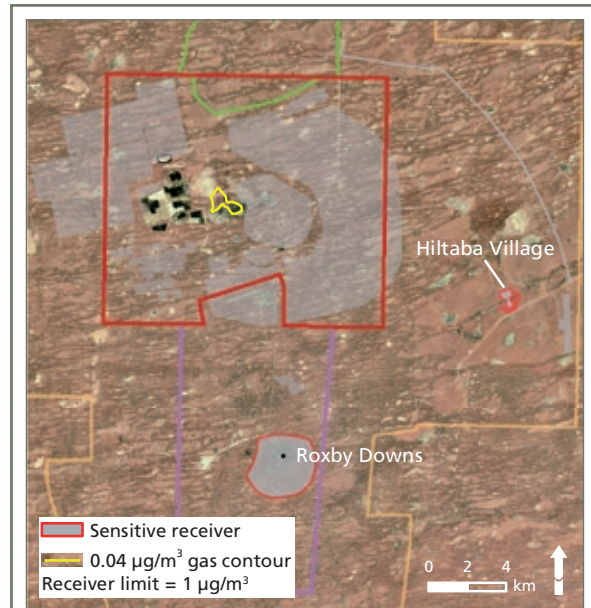 Hiltaba Village
Roxby Downs
Sensitive receiver
0.04 µg/m³ gas contour
Receiver limit = 1 µg/m³
0 2 4
km